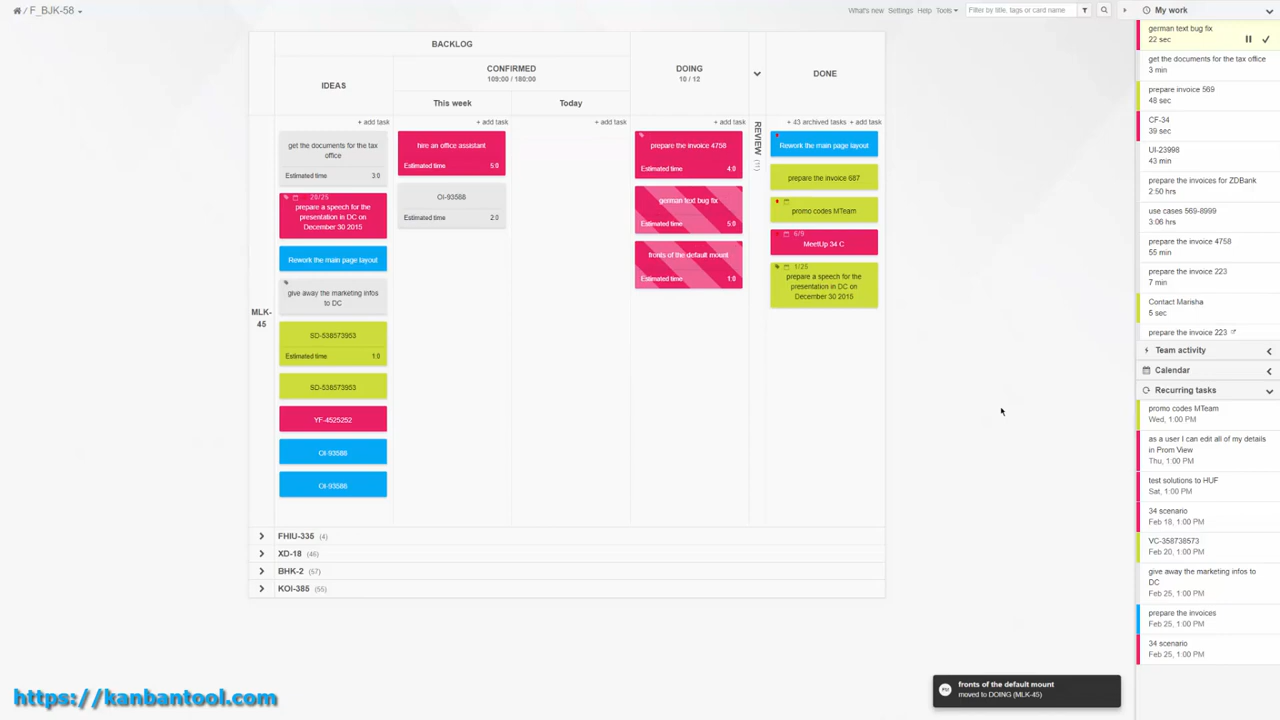 / F_BJK-58
What's new Settings Help Tools
Filter by title, tags or card name
My work
BACKLOG
IDEAS
CONFIRMED
109:00 / 180:00
This week
Today
DOING
10 / 12
DONE
+ add task
+ add task
+ add task
+ add task
+ 43 archived tasks + add task
MLK-
45
get the documents for the tax
office
Estimated time 3:0
20/25
prepare a speech for the
presentation in DC on
December 30 2015
Rework the main page layout
give away the marketing infos
to DC
SD-538573953
Estimated time 1:0
SD-538573953
YF-4525252
OI-93588
OI-93588
hire an office assistant
Estimated time 5:0
OI-93588
Estimated time 2:0
prepare the invoice 4758
Estimated time 4:0
german text bug fix
Estimated time 5:0
fronts of the default mount
Estimated time 1:0
REVIEW (11)
Rework the main page layout
prepare the invoice 687
promo codes MTeam
6/9
MeetUp 34 C
1/25
prepare a speech for the
presentation in DC on
December 30 2015
FHIU-335 (4)
XD-18 (46)
BHK-2 (57)
KOI-385 (55)
german text bug fix
22 sec
get the documents for the tax office
3 min
prepare invoice 569
48 sec
CF-34
39 sec
UI-23998
43 min
prepare the invoices for ZDBank
2:50 hrs
use cases 569-8999
3:06 hrs
prepare the invoice 4758
55 min
prepare the invoice 223
7 min
Contact Marisha
5 sec
prepare the invoice 223
Team activity
Calendar
Recurring tasks
promo codes MTeam
Wed, 1:00 PM
as a user I can edit all of my details
in Prom View
Thu, 1:00 PM
test solutions to HUF
Sat, 1:00 PM
34 scenario
Feb 18, 1:00 PM
VC-358738573
Feb 20, 1:00 PM
give away the marketing infos to
DC
Feb 25, 1:00 PM
prepare the invoices
Feb 25, 1:00 PM
34 scenario
Feb 25, 1:00 PM
fronts of the default mount
moved to DOING (MLK-45)
https://kanbantool.com